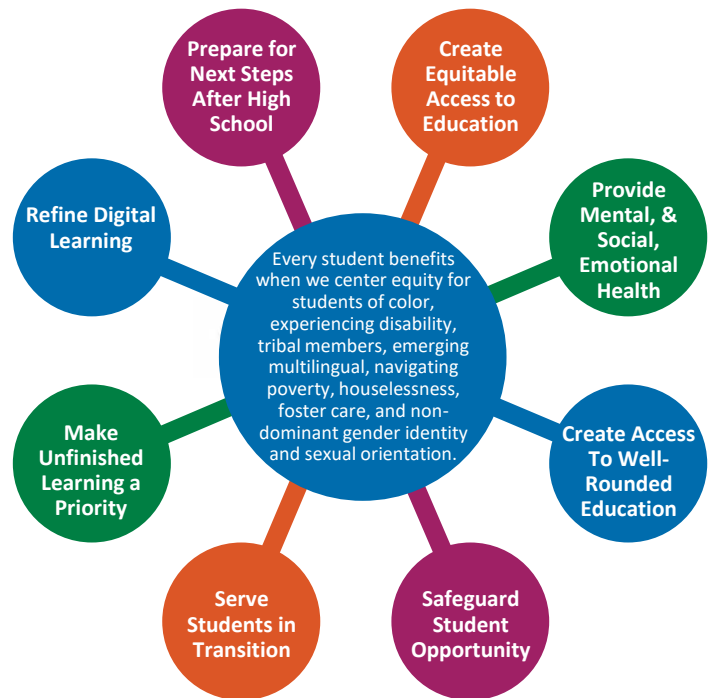 Prepare for
Next Steps
After High
School
Create
Equitable
Access to
Education
Provide
Mental, &
Social,
Emotional
Health
Create Access
To Well-
Rounded
Education
Safeguard
Student
Opportunity
Serve
Students in
Transition
Make
Unfinished
Learning a
Priority
Refine Digital
Learning
Every student benefits
when we center equity for
students of color,
experiencing disability,
tribal members, emerging
multilingual, navigating
poverty, houselessness,
foster care, and non-
dominant gender identity
and sexual orientation.